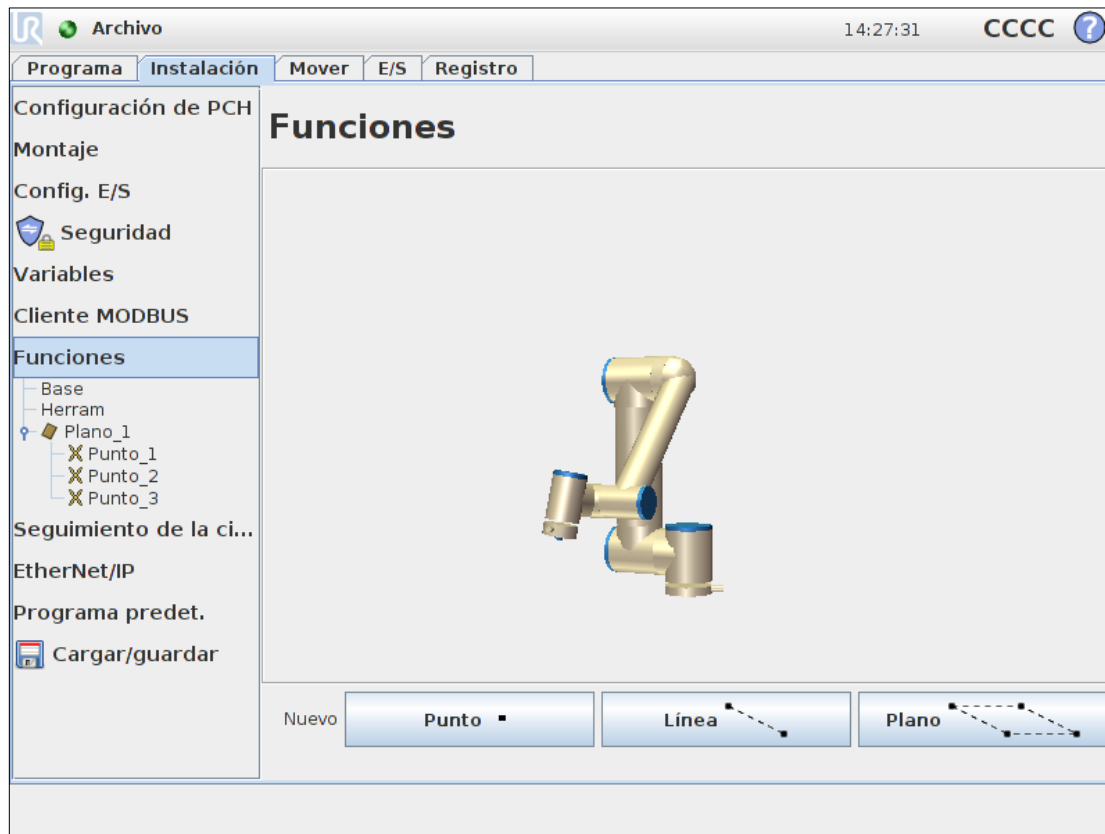 UR
Archivo
14:27:31
CCCC
?
Programa
Instalación
Mover
E/S
Registro
Configuración de PCH
Montaje
Config. E/S
Seguridad
Variables
Cliente MODBUS
Funciones
Base
Herram
Plano_1
Punto_1
Punto_2
Punto_3
Seguimiento de la ci...
EtherNet/IP
Programa predet.
Cargar/guardar
Funciones
Nuevo
Punto
Línea
Plano